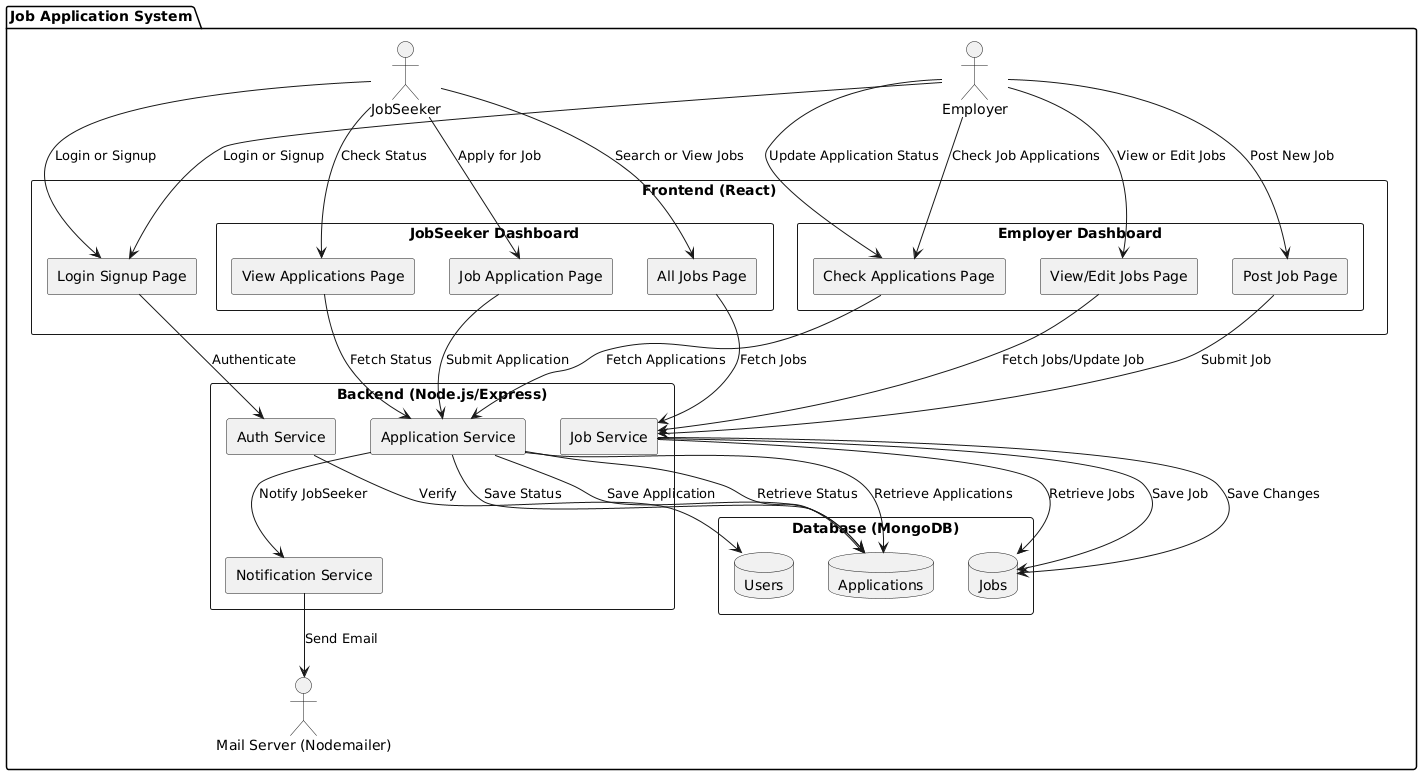 Job Application System
JobSeeker
Employer
Login or Signup
Login or Signup
Check Status
Apply for Job
Search or View Jobs
Update Application Status
Check Job Applications
View or Edit Jobs
Post New Job
Frontend (React)
JobSeeker Dashboard
Employer Dashboard
Login Signup Page
View Applications Page
Job Application Page
All Jobs Page
Check Applications Page
View/Edit Jobs Page
Post Job Page
Authenticate
Fetch Status
Submit Application
Fetch Applications
Fetch Jobs
Fetch Jobs/Update Job
Submit Job
Backend (Node.js/Express)
Auth Service
Application Service
Job Service
Notify JobSeeker
Verify
Save Status
Save Application
Retrieve Status
Retrieve Applications
Retrieve Jobs
Save Job
Save Changes
Database (MongoDB)
Notification Service
Users
Applications
Jobs
Send Email
Mail Server (Nodemailer)